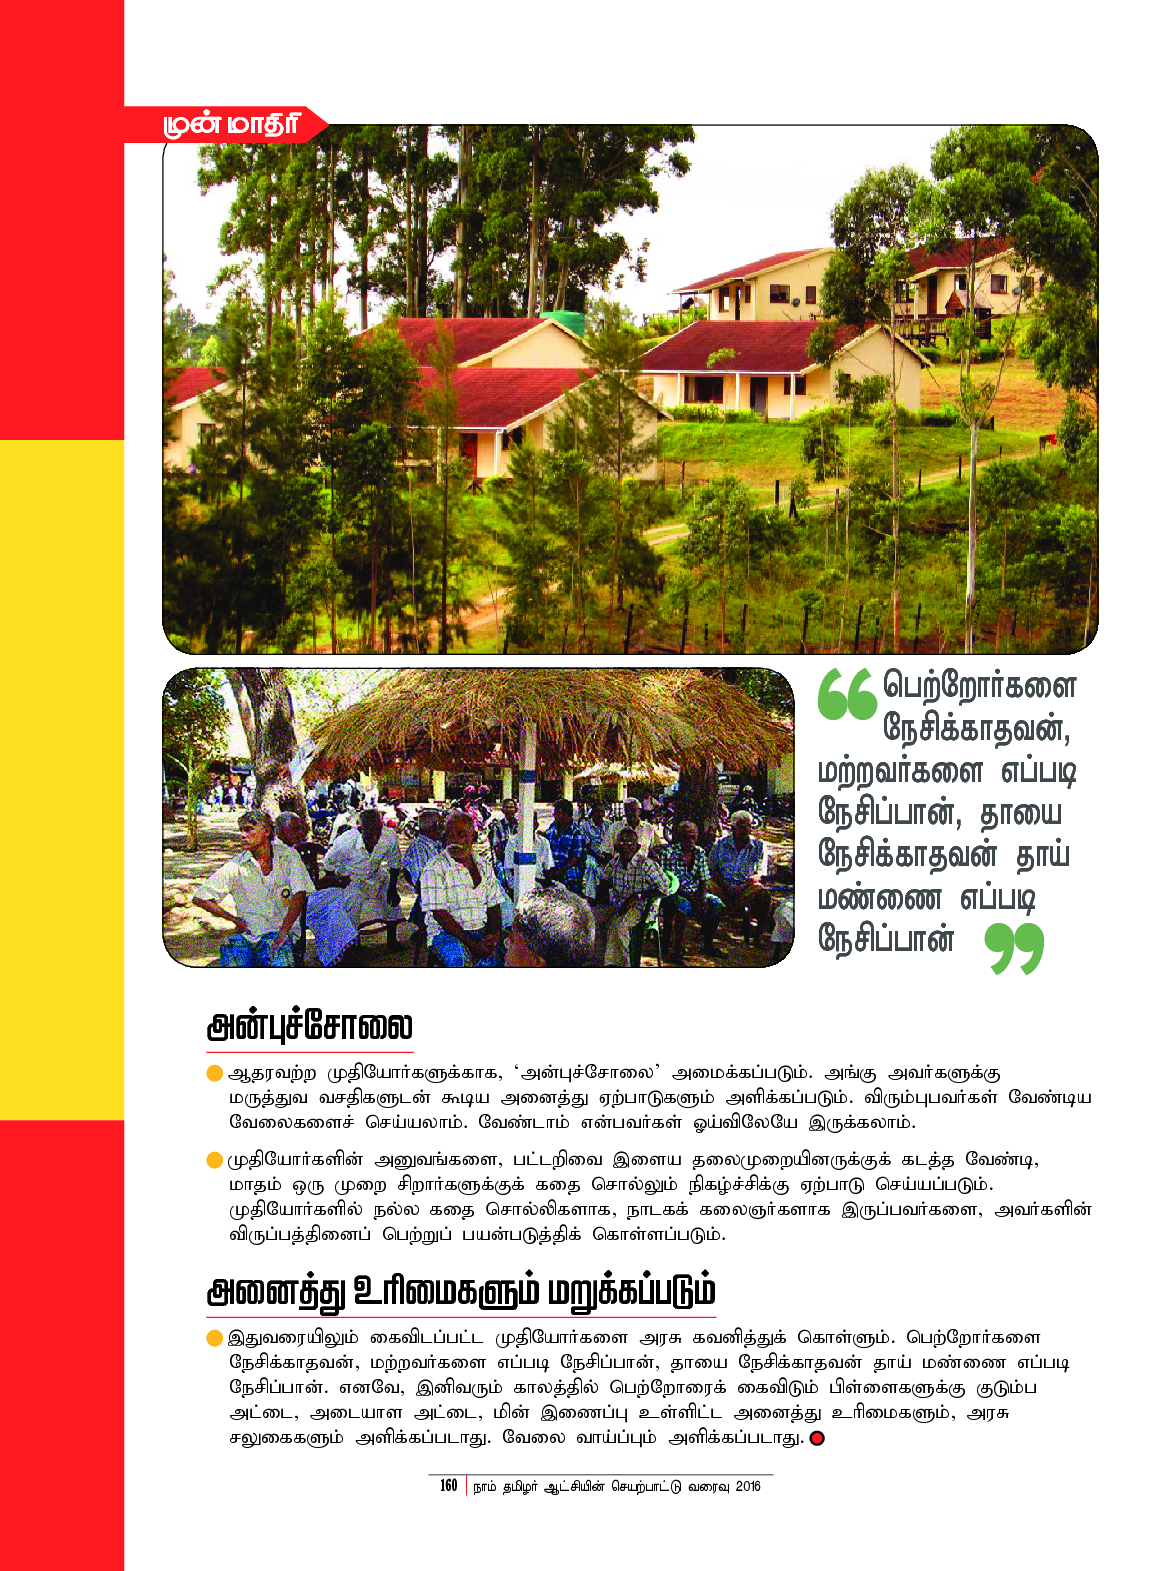 முன் மாதிரி
❝பெற்றோர்களை
நேசிக்காதவன்,
மற்றவர்களை எப்படி
நேசிப்பான், தாயை
நேசிக்காதவன் தாய்
மண்ணை எப்படி
நேசிப்பான்❞
அன்புச்சோலை
ஆதரவற்ற முதியோர்களுக்காக, ‘அன்புச்சோலை’ அமைக்கப்படும். அங்கு அவர்களுக்கு
மருத்துவ வசதிகளுடன் கூடிய அனைத்து ஏற்பாடுகளும் அளிக்கப்படும். விரும்புபவர்கள் வேண்டிய
வேலைகளைச் செய்யலாம். வேண்டாம் என்பவர்கள் ஓய்விலேயே இருக்கலாம்.
முதியோர்களின் அனுவங்களை, பட்டறிவை இளைய தலைமுறையினருக்குக் கடத்த வேண்டி,
மாதம் ஒரு முறை சிறார்களுக்குக் கதை சொல்லும் நிகழ்ச்சிக்கு ஏற்பாடு செய்யப்படும்.
முதியோர்களில் நல்ல கதை சொல்லிகளாக, நாடகக் கலைஞர்களாக இருப்பவர்களை, அவர்களின்
விருப்பத்தினைப் பெற்றுப் பயன்படுத்திக் கொள்ளப்படும்.
அனைத்து உரிமைகளும் மறுக்கப்படும்
இதுவரையிலும் கைவிடப்பட்ட முதியோர்களை அரசு கவனித்துக் கொள்ளும். பெற்றோர்களை
நேசிக்காதவன், மற்றவர்களை எப்படி நேசிப்பான், தாயை நேசிக்காதவன் தாய் மண்ணை எப்படி
நேசிப்பான். எனவே, இனிவரும் காலத்தில் பெற்றோரைக் கைவிடும் பிள்ளைகளுக்கு குடும்ப
அட்டை, அடையாள அட்டை, மின் இணைப்பு உள்ளிட்ட அனைத்து உரிமைகளும், அரசு
சலுகைகளும் அளிக்கப்படாது. வேலை வாய்ப்பும் அளிக்கப்படாது.
160 நாம் தமிழர் ஆட்சியின் செயற்பாட்டு வரைவு 2016